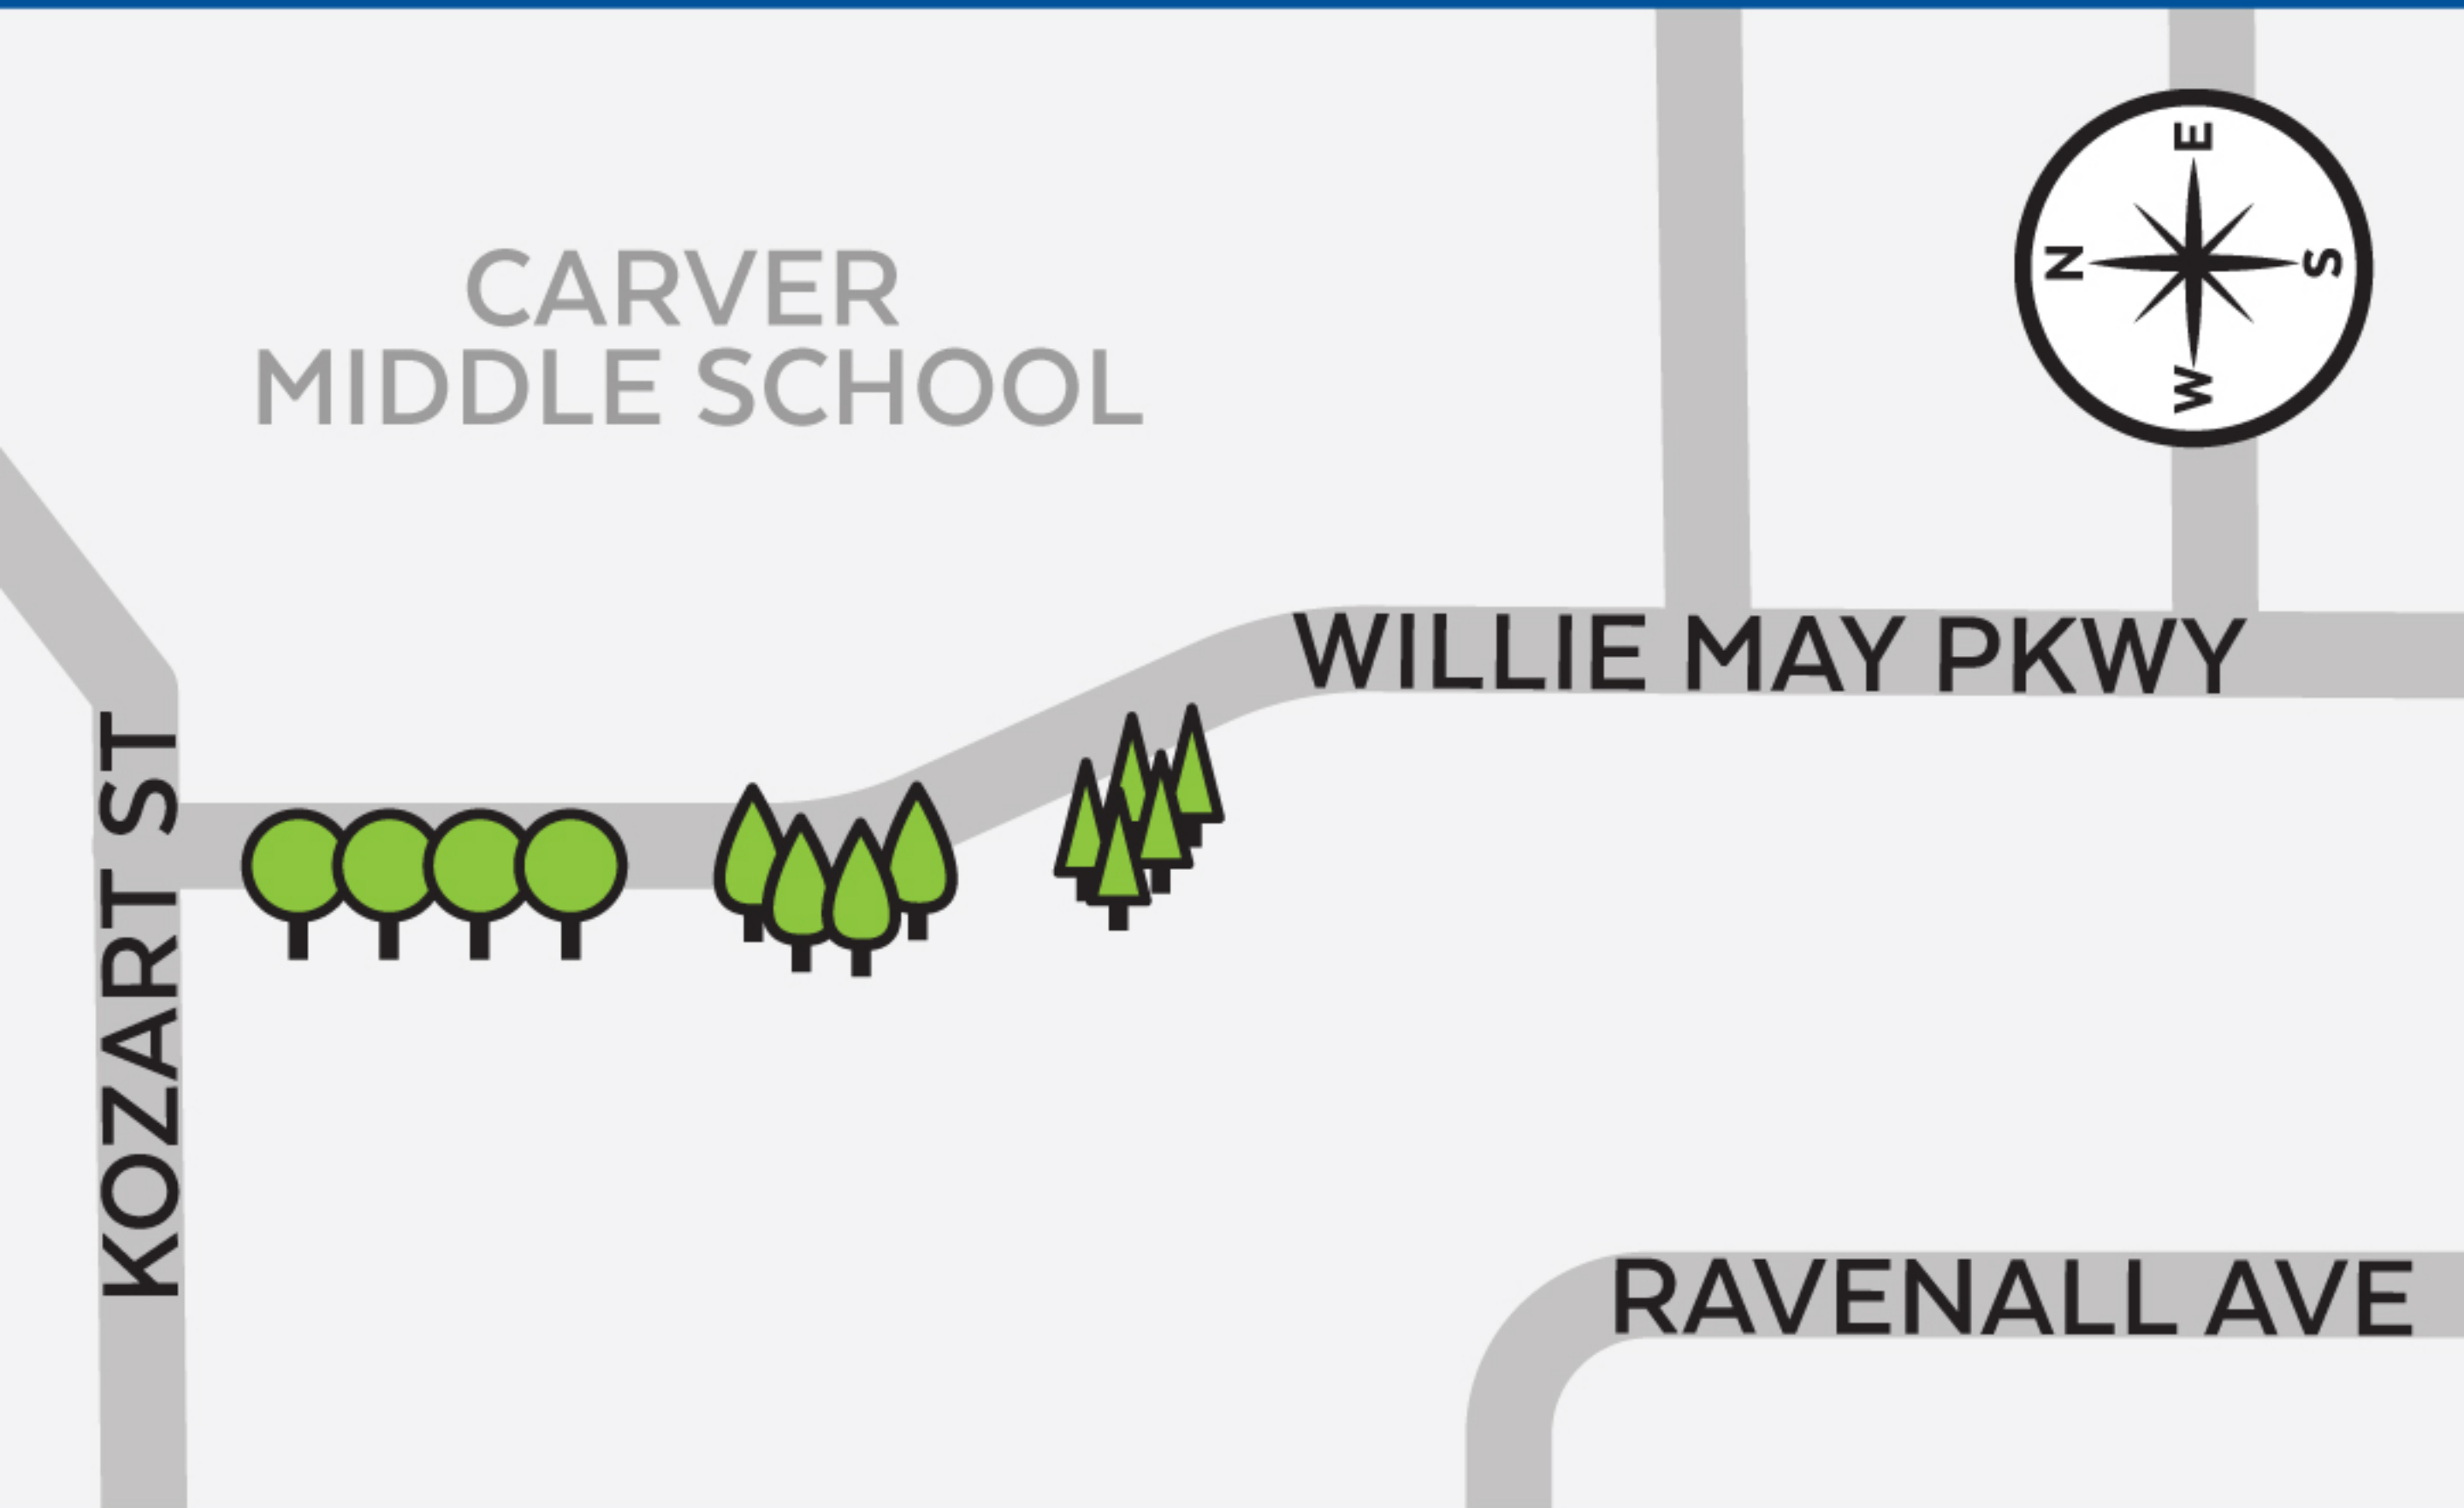 CARVER
MIDDLE SCHOOL
E
N
S
W
WILLIE MAY PKWY
KOZART ST
RAVENALL AVE